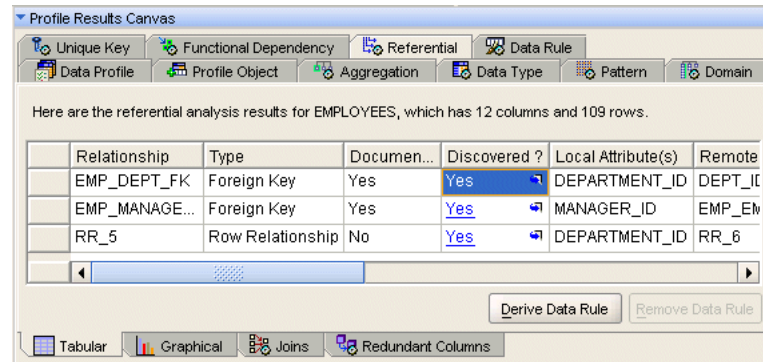 Profile Results Canvas
Unique Key Functional Dependency Referential Data Rule
Data Profile Profile Object Aggregation Data Type Pattern Domain
Here are the referential analysis results for EMPLOYEES, which has 12 columns and 109 rows.
Relationship Type Documen... Discovered ? Local Attribute(s) Remote
EMP_DEPT_FK Foreign Key Yes Yes DEPARTMENT_ID DEPT_ID
EMP_MANAGE... Foreign Key Yes Yes MANAGER_ID EMP_EM
RR_5 Row Relationship No Yes DEPARTMENT_ID RR_6
Derive Data Rule Remove Data Rule
Tabular Graphical Joins Redundant Columns